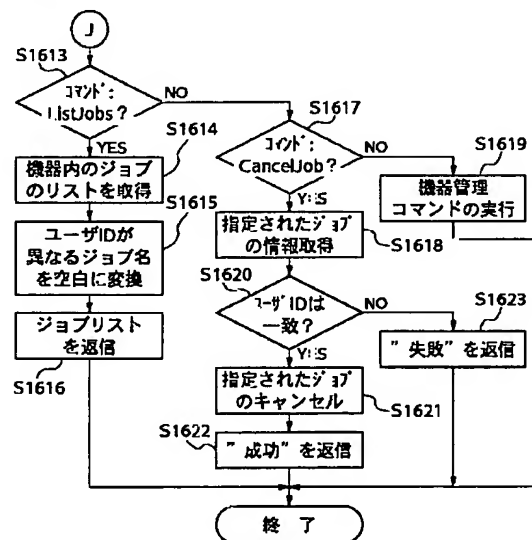 J
S1613
コマンド:
ListJobs?
NO
YES
S1614
機器内のジョブ
のリストを取得
S1615
ユーザIDが
異なるジョブ名
を空白に変換
ジョブリスト
を返信
S1616
S1617
コマンド:
CancelJob?
NO
YES
S1619
機器管理
コマンドの実行
指定されたジョブ
の情報取得
S1618
S1620
ユーザIDは
一致?
NO
YES
S1623
"失敗"を返信
指定されたジョブ
のキャンセル
S1621
S1622
"成功"を返信
終 了